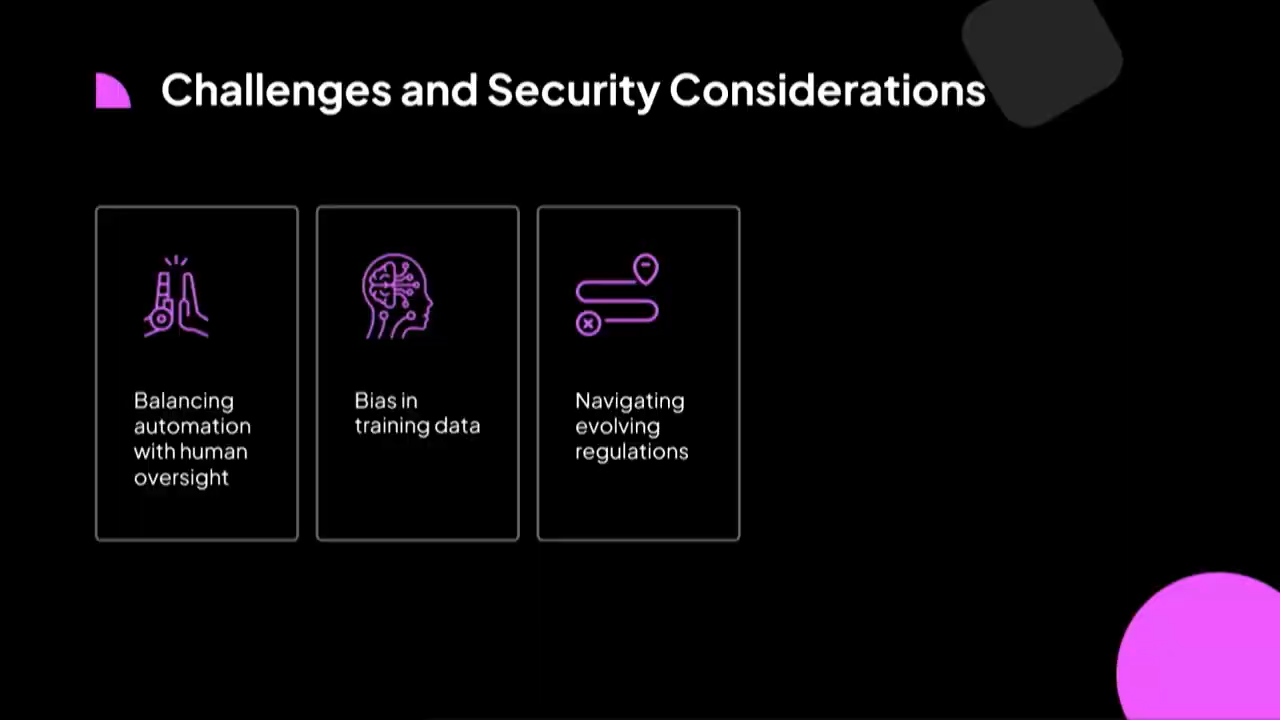 Challenges and Security Considerations
Balancing
automation
with human
oversight
Bias in
training data
Navigating
evolving
regulations